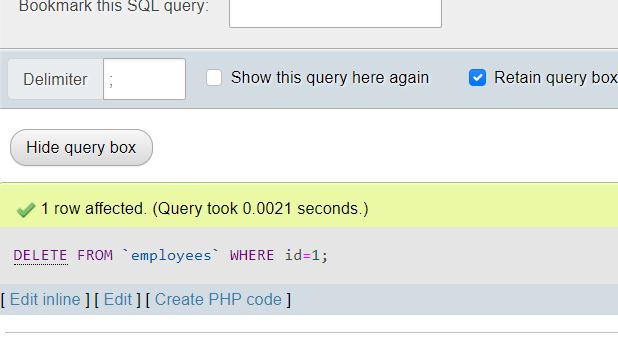 Bookmark this SQL query:
Delimiter ; Show this query here again Retain query box
Hide query box
1 row affected. (Query took 0.0021 seconds.)
DELETE FROM `employees` WHERE id=1;
[ Edit inline ] [ Edit ] [ Create PHP code ]